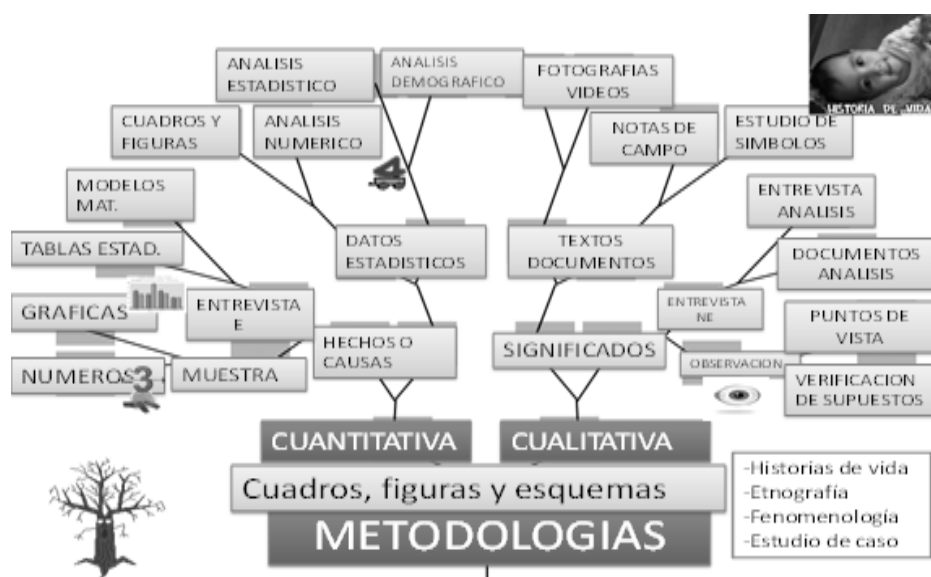 ANALISIS
ESTADISTICO
ANALISIS
DEMOGRAFICO
FOTOGRAFIAS
VIDEOS
HISTORIA DE VIDA
CUADROS Y
FIGURAS
ANALISIS
NUMERICO
NOTAS DE
CAMPO
ESTUDIO DE
SIMBOLOS
4
MODELOS
MAT.
ENTREVISTA
ANALISIS
TABLAS ESTAD.
DATOS
ESTADISTICOS
TEXTOS
DOCUMENTOS
DOCUMENTOS
ANALISIS
GRAFICAS
ENTREVISTA
E
ENTREVISTA
NE
PUNTOS DE
VISTA
HECHOS O
CAUSAS
SIGNIFICADOS
OBSERVACION
NUMEROS
3
MUESTRA
VERIFICACION
DE SUPUESTOS
CUANTITATIVA
CUALITATIVA
Cuadros, figuras y esquemas
METODOLOGIAS
-Historias de vida
-Etnografía
-Fenomenología
-Estudio de caso